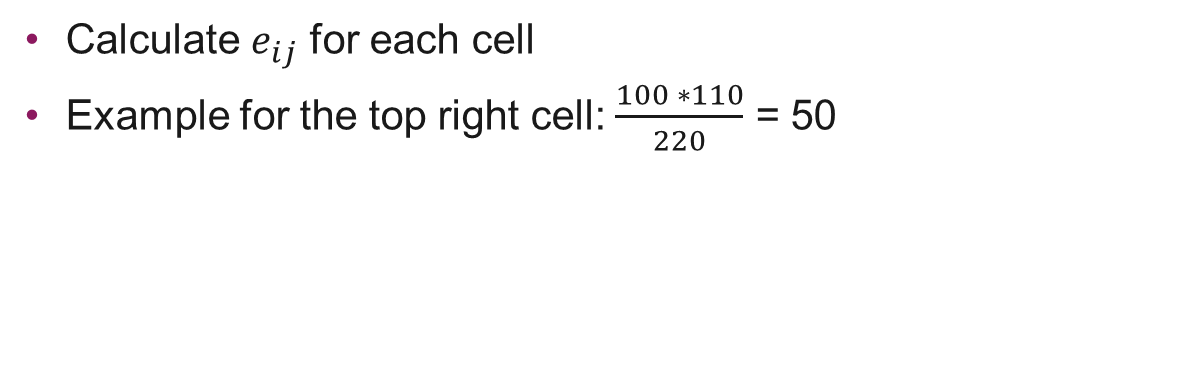 • Calculate e_ij for each cell
• Example for the top right cell: 100 *110 / 220 = 50